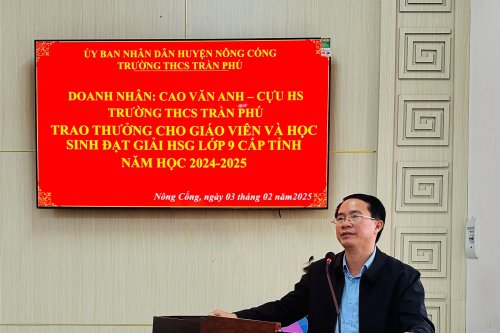 ỦY BAN NHÂN DÂN HUYỆN NÔNG CỐNG
TRƯỜNG THCS TRẦN PHÚ
DOANH NHÂN: CAO VĂN ANH – CỰU HS
TRƯỜNG THCS TRẦN PHÚ
TRAO THƯỞNG CHO GIÁO VIÊN VÀ HỌC
SINH ĐẠT GIẢI HSG LỚP 9 CẤP TỈNH
NĂM HỌC 2024-2025
Nông Cống, ngày 03 tháng 02 năm2025